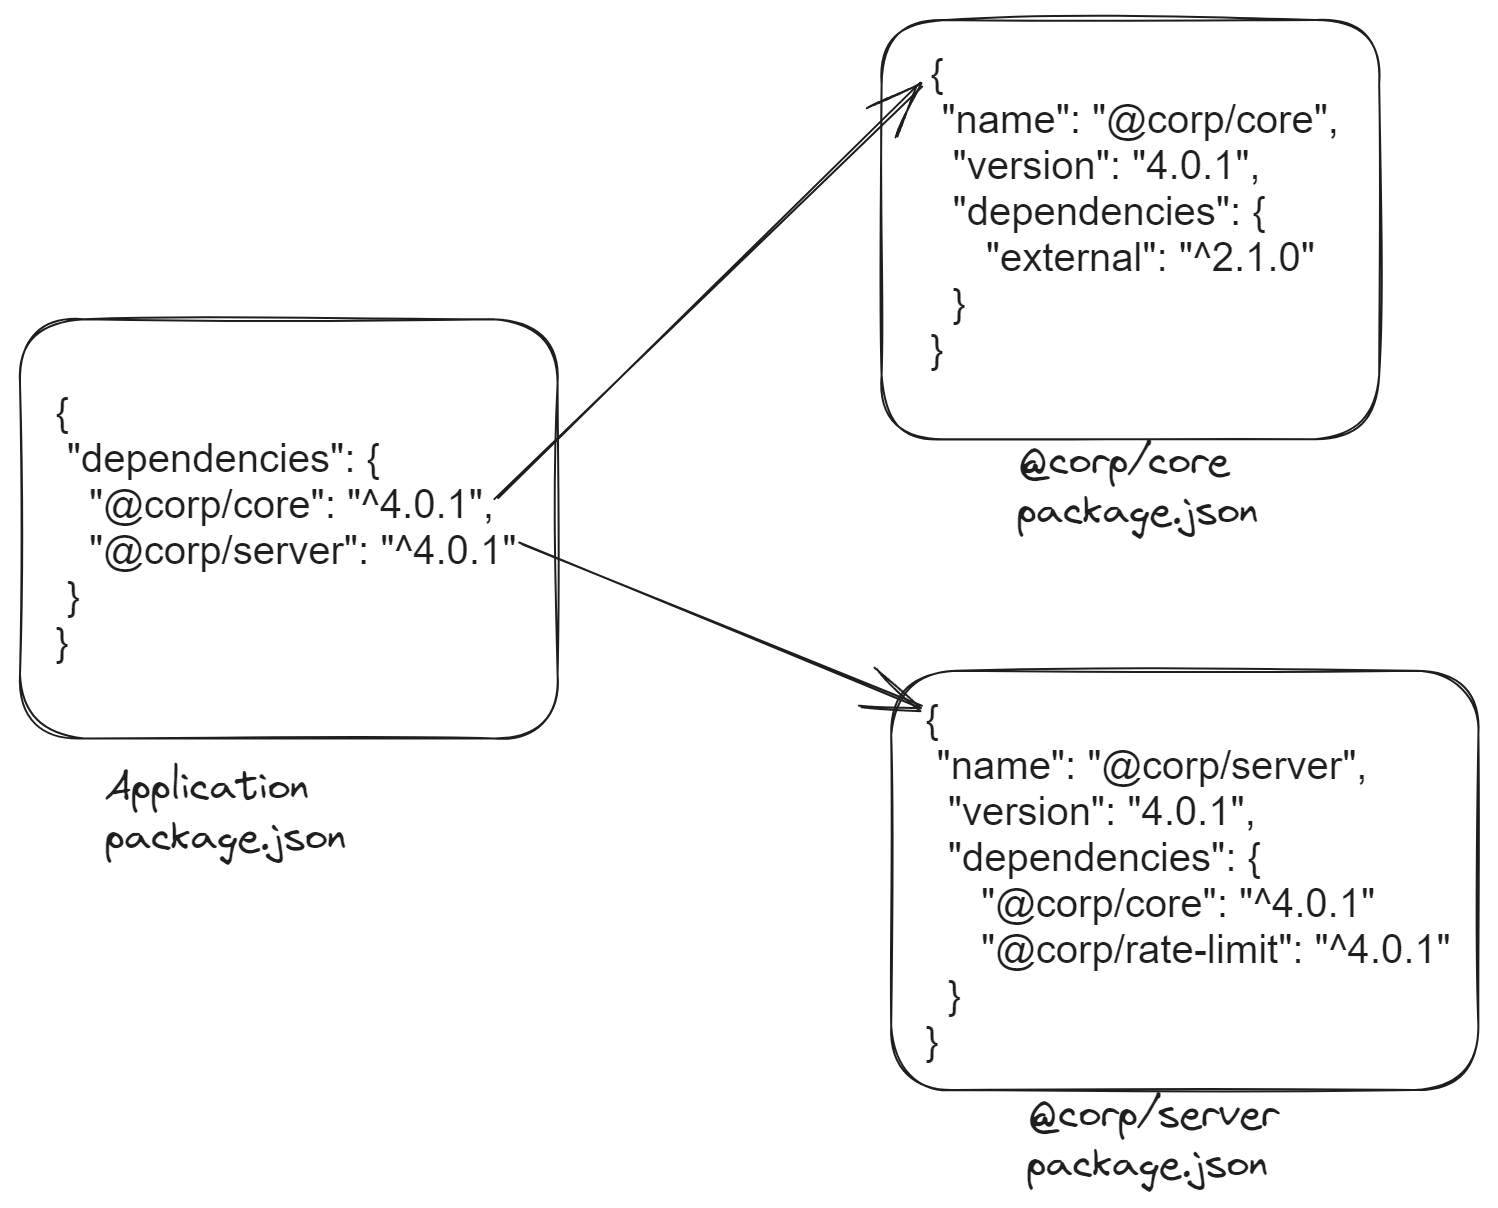 {
"dependencies": {
"@corp/core": "^4.0.1",
"@corp/server": "^4.0.1"
}
}
Application
package.json
{
"name": "@corp/core",
"version": "4.0.1",
"dependencies": {
"external": "^2.1.0"
}
}
@corp/core
package.json
{
"name": "@corp/server",
"version": "4.0.1",
"dependencies": {
"@corp/core": "^4.0.1"
"@corp/rate-limit": "^4.0.1"
}
}
@corp/server
package.json